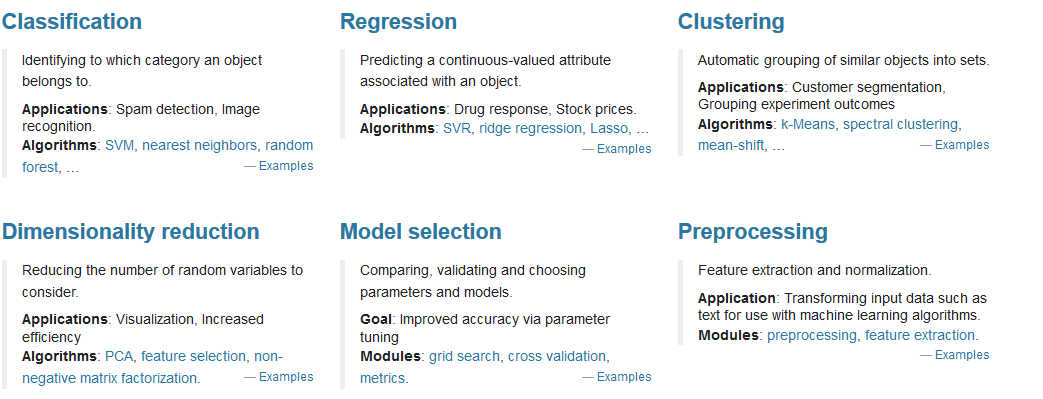 Classification
Identifying to which category an object
belongs to.
Applications: Spam detection, Image
recognition.
Algorithms: SVM, nearest neighbors, random
forest, ...
— Examples
Regression
Predicting a continuous-valued attribute
associated with an object.
Applications: Drug response, Stock prices.
Algorithms: SVR, ridge regression, Lasso, ...
— Examples
Clustering
Automatic grouping of similar objects into sets.
Applications: Customer segmentation,
Grouping experiment outcomes
Algorithms: k-Means, spectral clustering,
mean-shift, ...
— Examples
Dimensionality reduction
Reducing the number of random variables to
consider.
Applications: Visualization, Increased
efficiency
Algorithms: PCA, feature selection, non-
negative matrix factorization.
— Examples
Model selection
Comparing, validating and choosing
parameters and models.
Goal: Improved accuracy via parameter
tuning
Modules: grid search, cross validation,
metrics.
— Examples
Preprocessing
Feature extraction and normalization.
Application: Transforming input data such as
text for use with machine learning algorithms.
Modules: preprocessing, feature extraction.
— Examples